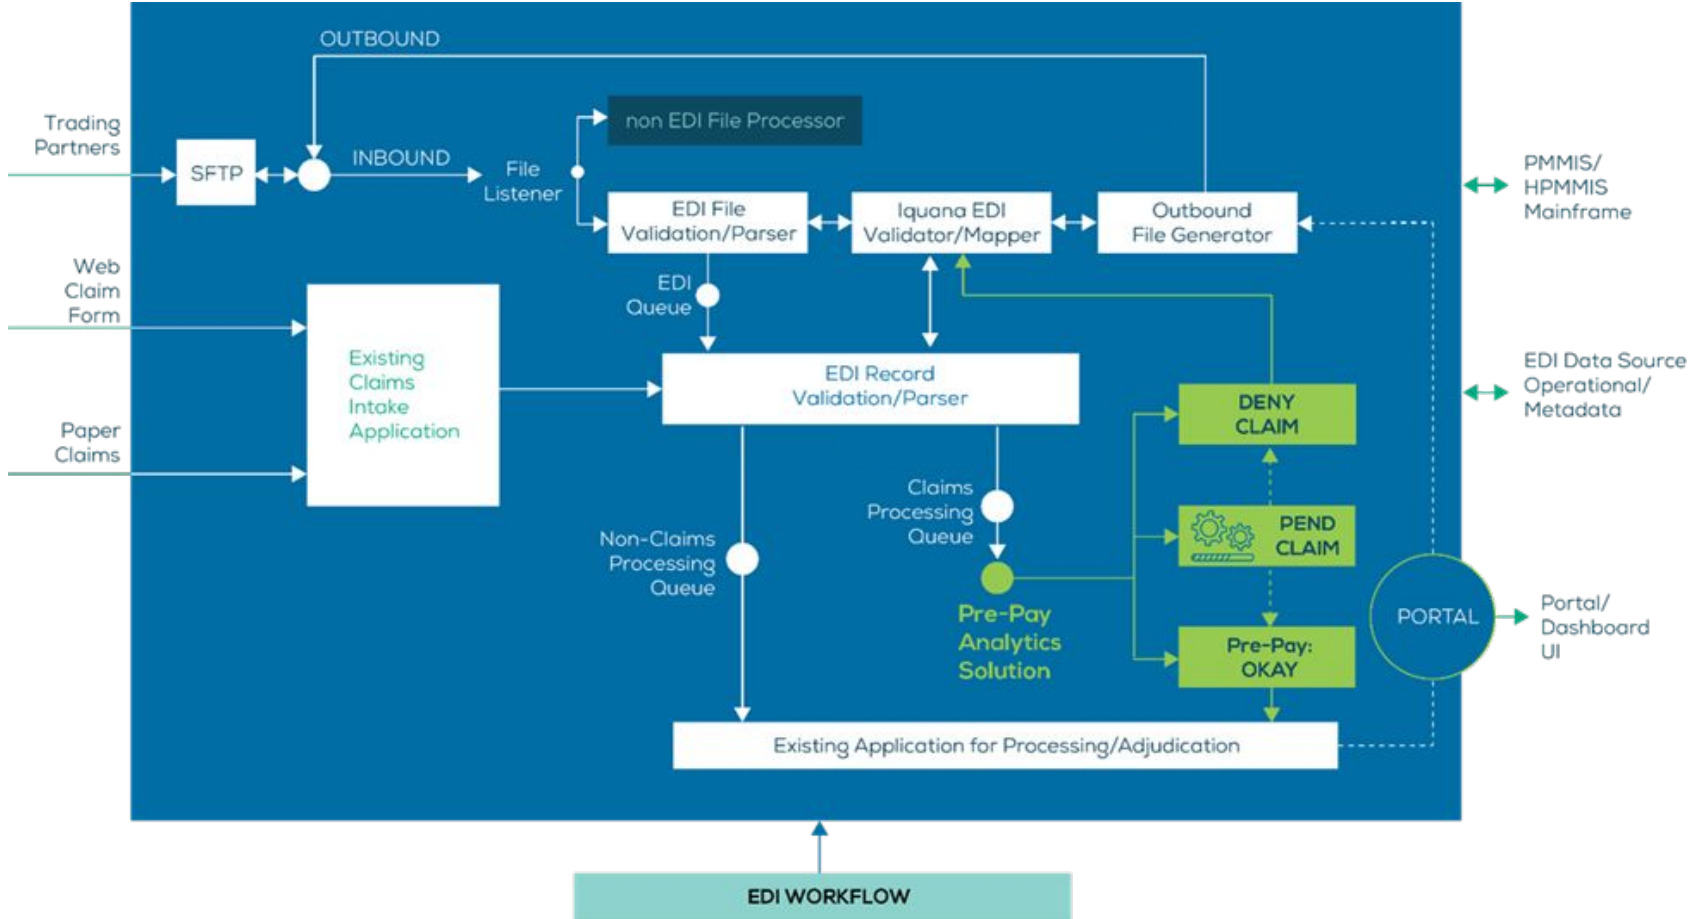 OUTBOUND
Trading
Partners
SFTP
INBOUND
File
Listener
non EDI File Processor
EDI File
Validation/Parser
Iquana EDI
Validator/Mapper
Outbound
File Generator
PMMIS/
HPMMIS
Mainframe
Web
Claim
Form
EDI
Queue
Existing
Claims
Intake
Application
EDI Record
Validation/Parser
DENY
CLAIM
EDI Data Source
Operational/
Metadata
Paper
Claims
Non-Claims
Processing
Queue
Claims
Processing
Queue
PEND
CLAIM
Pre-Pay
Analytics
Solution
Pre-Pay:
OKAY
PORTAL
Portal/
Dashboard
UI
Existing Application for Processing/Adjudication
EDI WORKFLOW